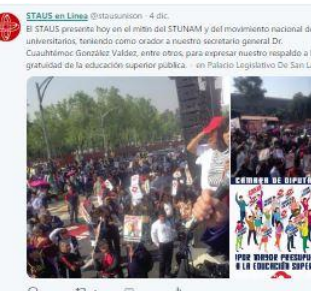 STAUS en Línea @stausunison · 4 dic.
El STAUS presente hoy en el mitin del STUNAM y del movimiento nacional de
universitarios, teniendo como orador a nuestro secretario general Dr.
Cuauhtémoc González Valdez, entre otros, para expresar nuestro respaldo a l
gratuidad de la educación superior pública. - en Palacio Legislativo De San L
CÁMARA DE DIPUTA
¡POR MAYOR PRESUPU
A LA EDUCACIÓN SUPER